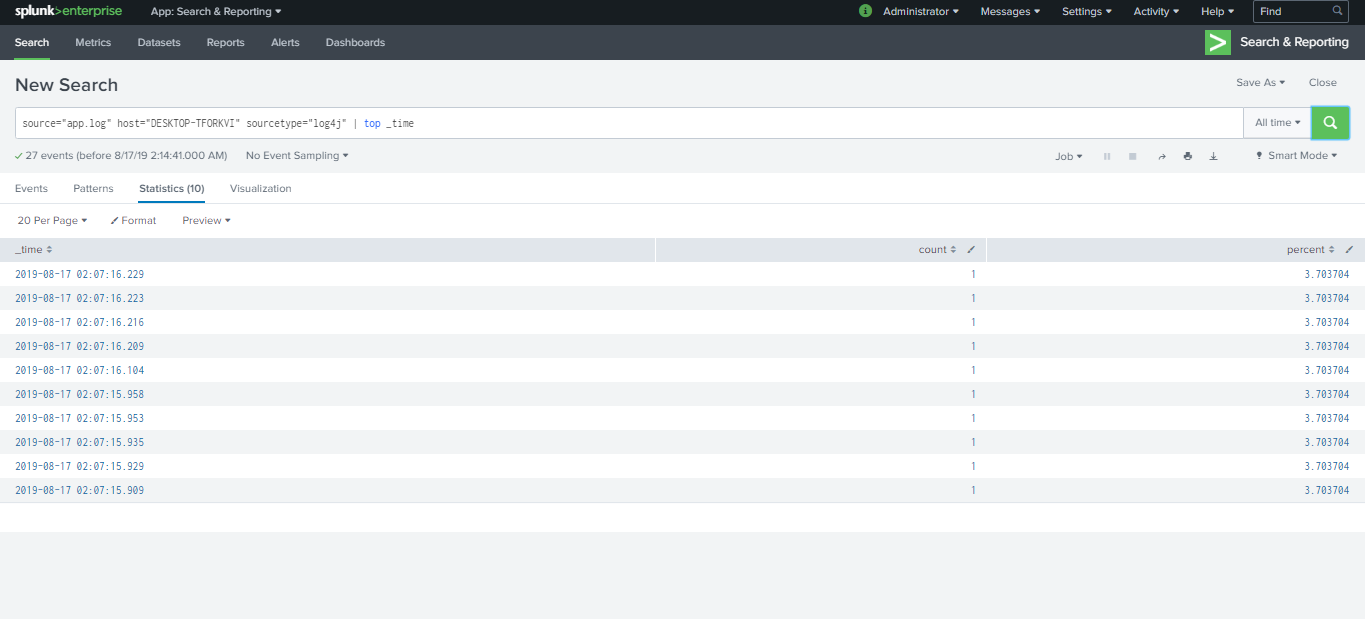 splunk>enterprise App: Search & Reporting ▾ i Administrator ▾ Messages ▾ Settings ▾ Activity ▾ Help ▾ Find
Search Metrics Datasets Reports Alerts Dashboards > Search & Reporting
New Search Save As ▾ Close
source="app.log" host="DESKTOP-TFORKVI" sourcetype="log4j" | top _time All time ▾
✓ 27 events (before 8/17/19 2:14:41.000 AM) No Event Sampling ▾ Job ▾ Smart Mode ▾
Events Patterns Statistics (10) Visualization
20 Per Page ▾ Format Preview ▾
_time count percent
2019-08-17 02:07:16.229 1 3.703704
2019-08-17 02:07:16.223 1 3.703704
2019-08-17 02:07:16.216 1 3.703704
2019-08-17 02:07:16.209 1 3.703704
2019-08-17 02:07:16.104 1 3.703704
2019-08-17 02:07:15.958 1 3.703704
2019-08-17 02:07:15.953 1 3.703704
2019-08-17 02:07:15.935 1 3.703704
2019-08-17 02:07:15.929 1 3.703704
2019-08-17 02:07:15.909 1 3.703704